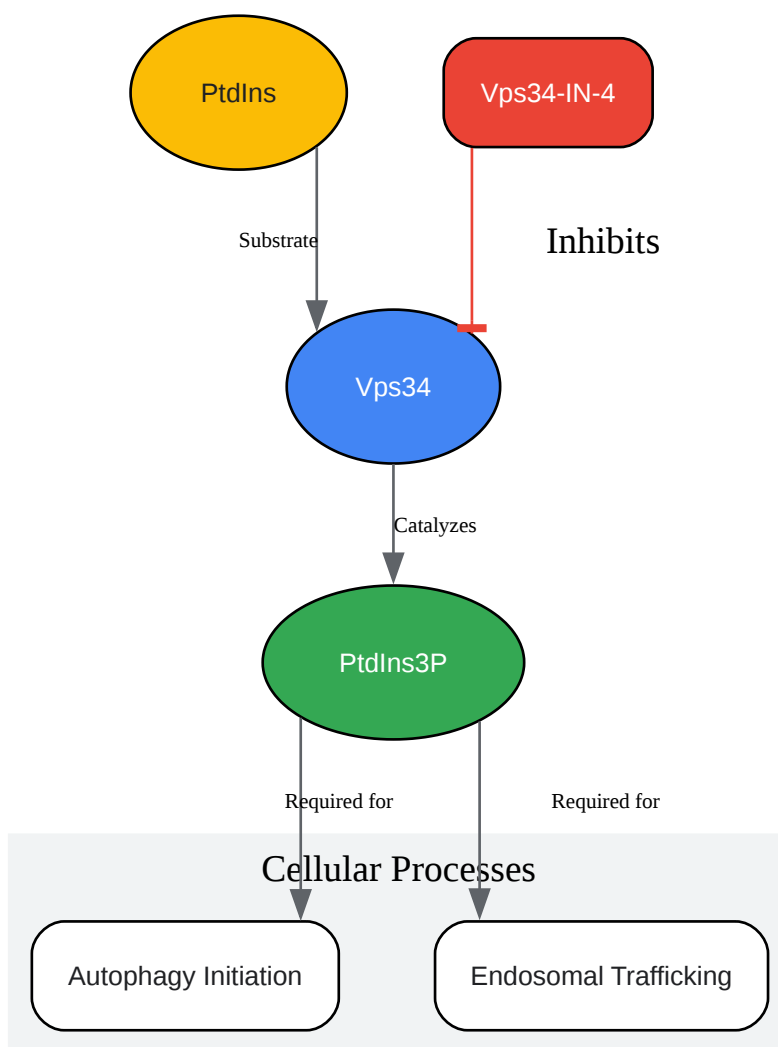 PtdIns
Vps34-IN-4
Substrate
Inhibits
Vps34
Catalyzes
PtdIns3P
Required for
Required for
Cellular Processes
Autophagy Initiation
Endosomal Trafficking